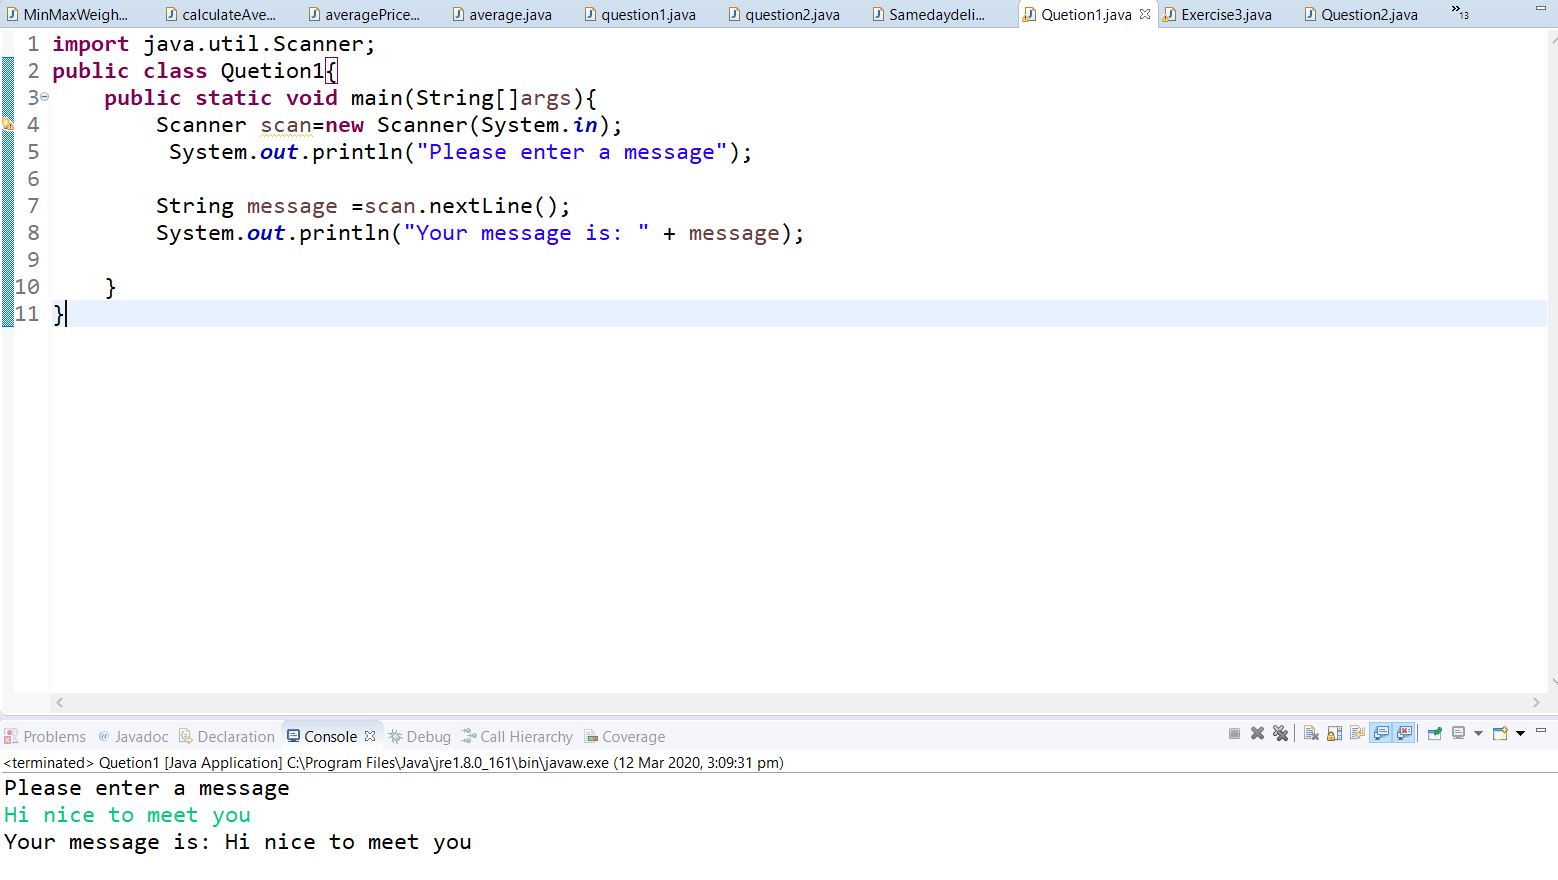 MinMaxWeigh... calculateAve... averagePrice... average.java question1.java question2.java Samedaydeli... Quetion1.java Exercise3.java Question2.java »13
1 import java.util.Scanner;
2 public class Quetion1{
3 public static void main(String[]args){
4 Scanner scan=new Scanner(System.in);
5 System.out.println("Please enter a message");
6
7 String message =scan.nextLine();
8 System.out.println("Your message is: " + message);
9
10 }
11 }
Problems @ Javadoc Declaration Console Debug Call Hierarchy Coverage
<terminated> Quetion1 [Java Application] C:\Program Files\Java\jre1.8.0_161\bin\javaw.exe (12 Mar 2020, 3:09:31 pm)
Please enter a message
Hi nice to meet you
Your message is: Hi nice to meet you